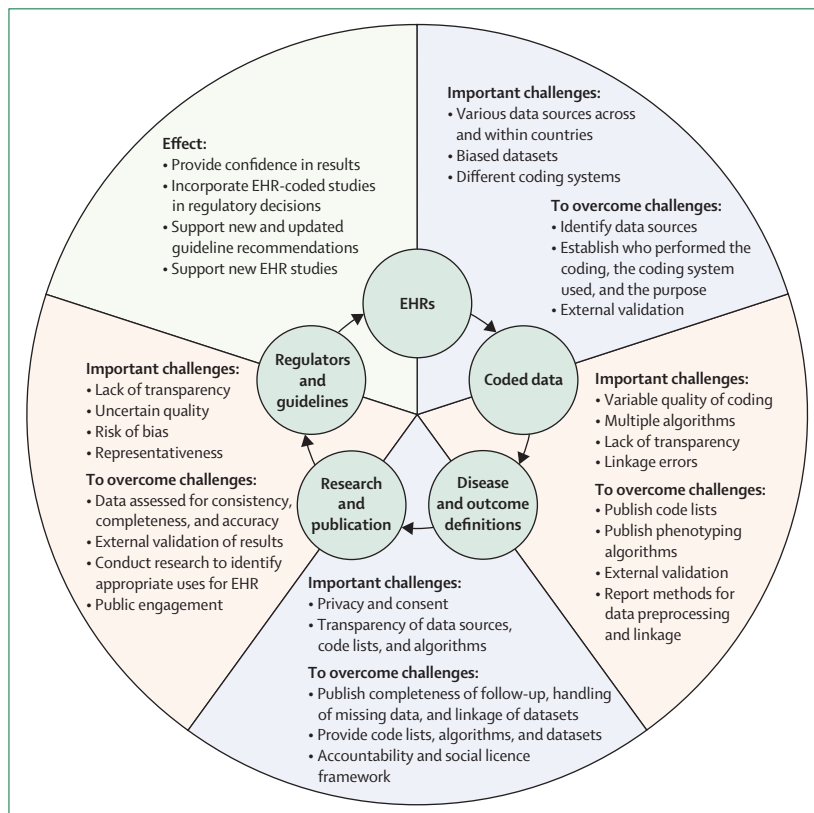 Important challenges:
• Various data sources across
and within countries
• Biased datasets
• Different coding systems
To overcome challenges:
• Identify data sources
• Establish who performed the
coding, the coding system
used, and the purpose
• External validation
Effect:
• Provide confidence in results
• Incorporate EHR-coded studies
in regulatory decisions
• Support new and updated
guideline recommendations
• Support new EHR studies
EHRs
Regulators
and
guidelines
Coded data
Important challenges:
• Lack of transparency
• Uncertain quality
• Risk of bias
• Representativeness
To overcome challenges:
• Data assessed for consistency,
completeness, and accuracy
• External validation of results
• Conduct research to identify
appropriate uses for EHR
• Public engagement
Important challenges:
• Variable quality of coding
• Multiple algorithms
• Lack of transparency
• Linkage errors
To overcome challenges:
• Publish code lists
• Publish phenotyping
algorithms
• External validation
• Report methods for
data preprocessing
and linkage
Research
and
publication
Disease
and outcome
definitions
Important challenges:
• Privacy and consent
• Transparency of data sources,
code lists, and algorithms
To overcome challenges:
• Publish completeness of follow-up, handling
of missing data, and linkage of datasets
• Provide code lists, algorithms, and datasets
• Accountability and social licence
framework